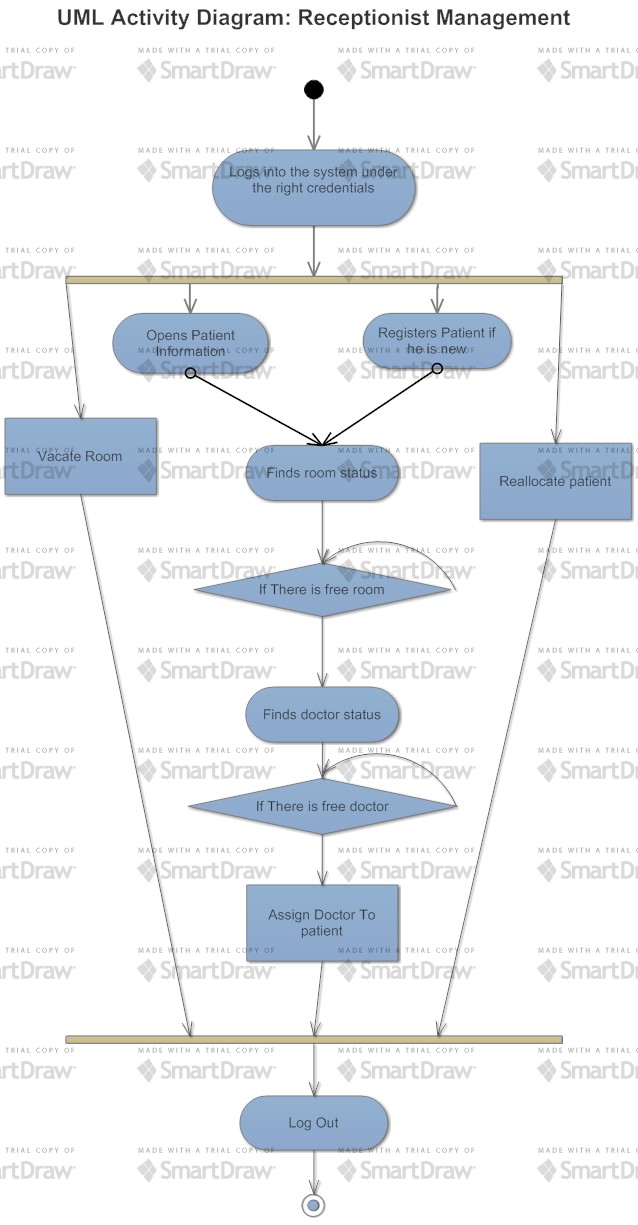 UML Activity Diagram: Receptionist Management
MADE WITH A TRIAL COPY OF
SmartDraw
Logs into the system under
the right credentials
Opens Patient
Information
Registers Patient if
he is new
Vacate Room
Finds room status
Reallocate patient
If There is free room
Finds doctor status
If There is free doctor
Assign Doctor To
patient
Log Out